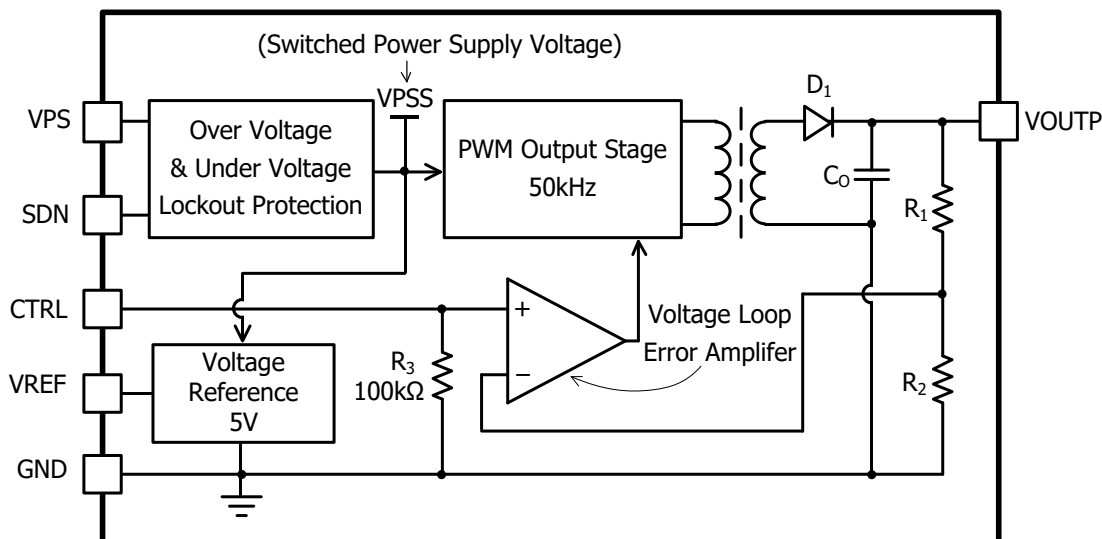 (Switched Power Supply Voltage)
VPSS
D1
VPS
VOUTP
Over Voltage
& Under Voltage
Lockout Protection
PWM Output Stage
50kHz
CO
R1
SDN
CTRL
+
Voltage Loop
Error Amplifer
R3
100kΩ
−
R2
Voltage
Reference
5V
VREF
GND